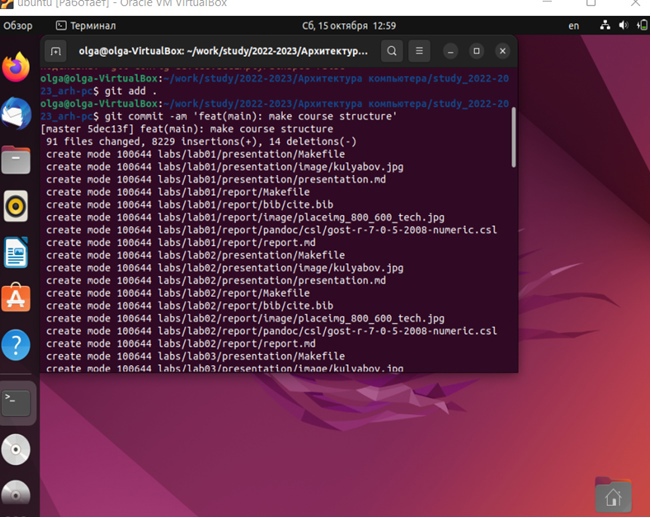 ubuntu [Работает] - Oracle VM VirtualBox
Обзор Терминал Сб, 15 октября 12:59 en
olga@olga-VirtualBox: ~/work/study/2022-2023/Архитектур...
olga@olga-VirtualBox:~/work/study/2022-2023/Архитектура компьютера/study_2022-20
23_arh-pc$ git add .
olga@olga-VirtualBox:~/work/study/2022-2023/Архитектура компьютера/study_2022-20
23_arh-pc$ git commit -am 'feat(main): make course structure'
[master 5dec13f] feat(main): make course structure
91 files changed, 8229 insertions(+), 14 deletions(-)
create mode 100644 labs/lab01/presentation/Makefile
create mode 100644 labs/lab01/presentation/image/kulyabov.jpg
create mode 100644 labs/lab01/presentation/presentation.md
create mode 100644 labs/lab01/report/Makefile
create mode 100644 labs/lab01/report/bib/cite.bib
create mode 100644 labs/lab01/report/image/placeimg_800_600_tech.jpg
create mode 100644 labs/lab01/report/pandoc/csl/gost-r-7-0-5-2008-numeric.csl
create mode 100644 labs/lab01/report/report.md
create mode 100644 labs/lab02/presentation/Makefile
create mode 100644 labs/lab02/presentation/image/kulyabov.jpg
create mode 100644 labs/lab02/presentation/presentation.md
create mode 100644 labs/lab02/report/Makefile
create mode 100644 labs/lab02/report/bib/cite.bib
create mode 100644 labs/lab02/report/image/placeimg_800_600_tech.jpg
create mode 100644 labs/lab02/report/pandoc/csl/gost-r-7-0-5-2008-numeric.csl
create mode 100644 labs/lab02/report/report.md
create mode 100644 labs/lab03/presentation/Makefile
create mode 100644 labs/lab03/presentation/image/kulyabov.jpg